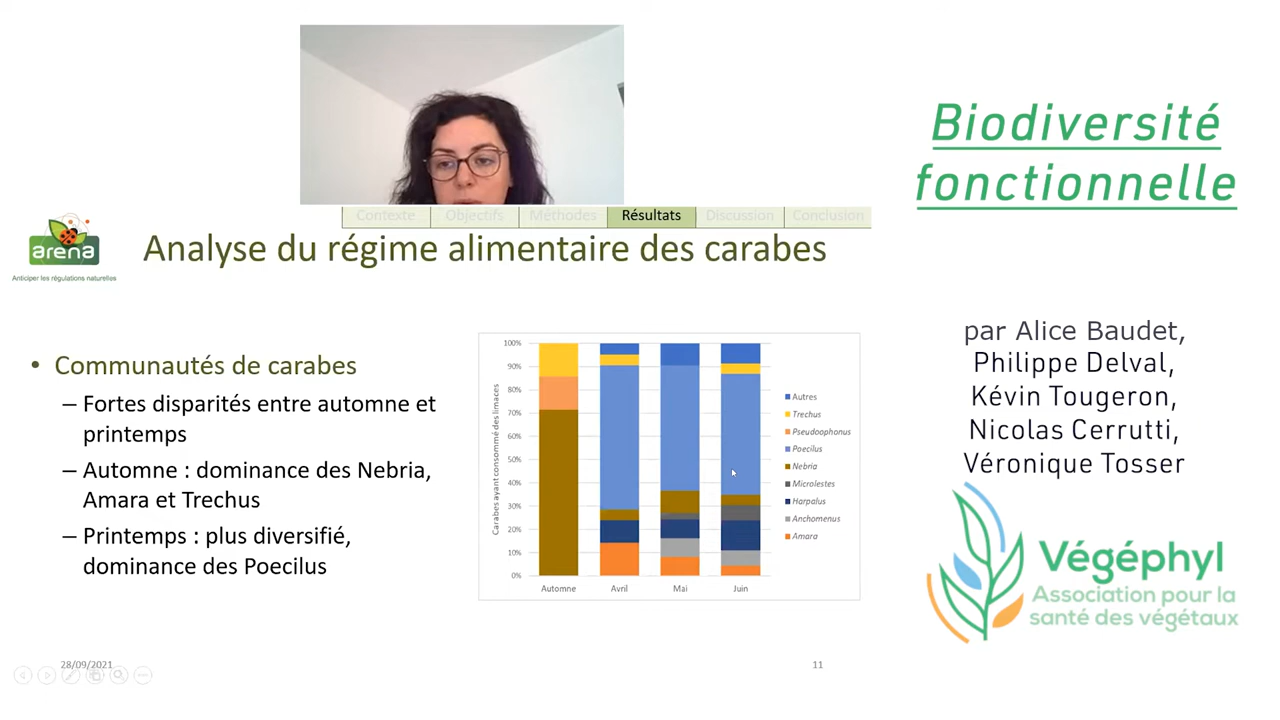 Biodiversité
fonctionnelle
Contexte Objectifs Méthodes Résultats Discussion Conclusion
arena
Anticiper les régulations naturelles
Analyse du régime alimentaire des carabes
• Communautés de carabes
– Fortes disparités entre automne et
printemps
– Automne : dominance des Nebria,
Amara et Trechus
– Printemps : plus diversifié,
dominance des Poecilus
Carabes ayant consommé des limaces
100%
90%
80%
70%
60%
50%
40%
30%
20%
10%
0%
Automne Avril Mai Juin
Autres
Trechus
Pseudoophonus
Poecilus
Nebria
Microlestes
Harpalus
Anchomenus
Amara
par Alice Baudet,
Philippe Delval,
Kévin Tougeron,
Nicolas Cerrutti,
Véronique Tosser
Végéphyl
Association pour la
santé des végétaux
28/09/2021
11